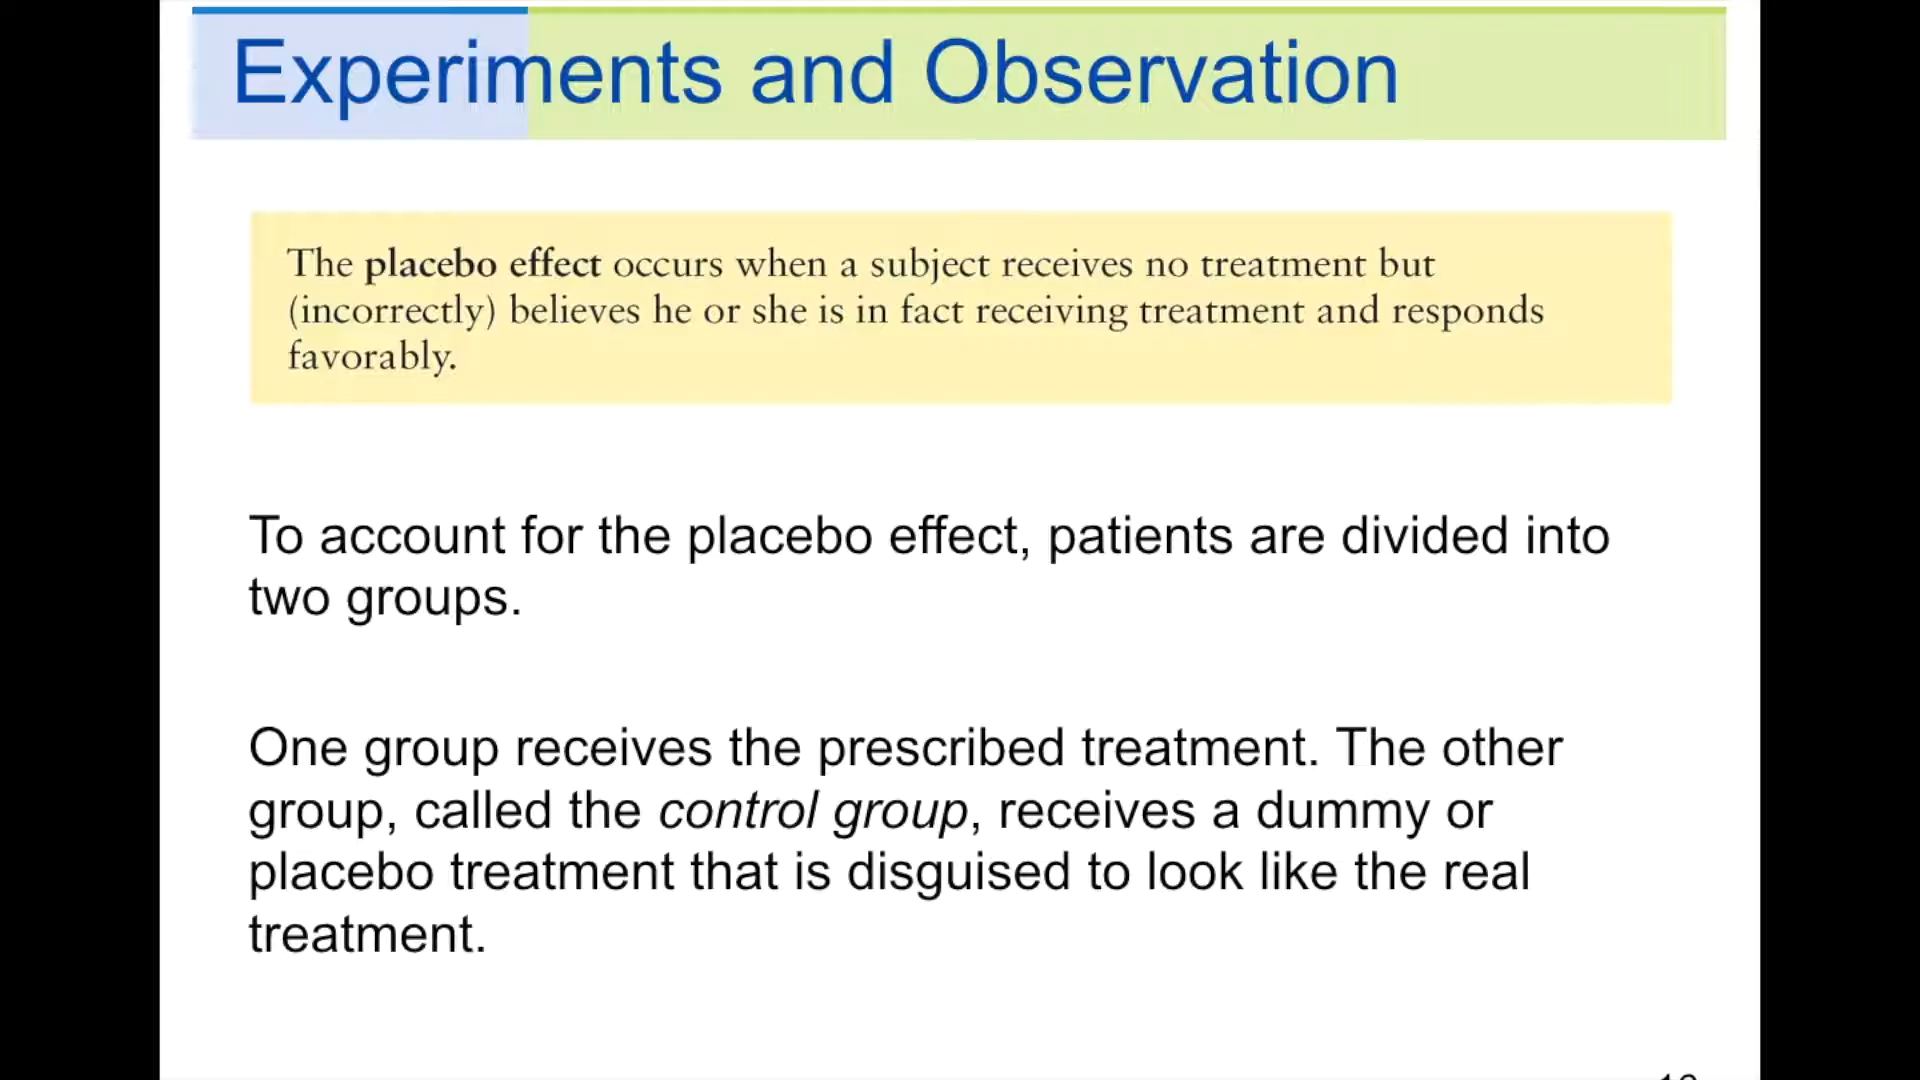 Experiments and Observation
The placebo effect occurs when a subject receives no treatment but
(incorrectly) believes he or she is in fact receiving treatment and responds
favorably.
To account for the placebo effect, patients are divided into
two groups.
One group receives the prescribed treatment. The other
group, called the control group, receives a dummy or
placebo treatment that is disguised to look like the real
treatment.